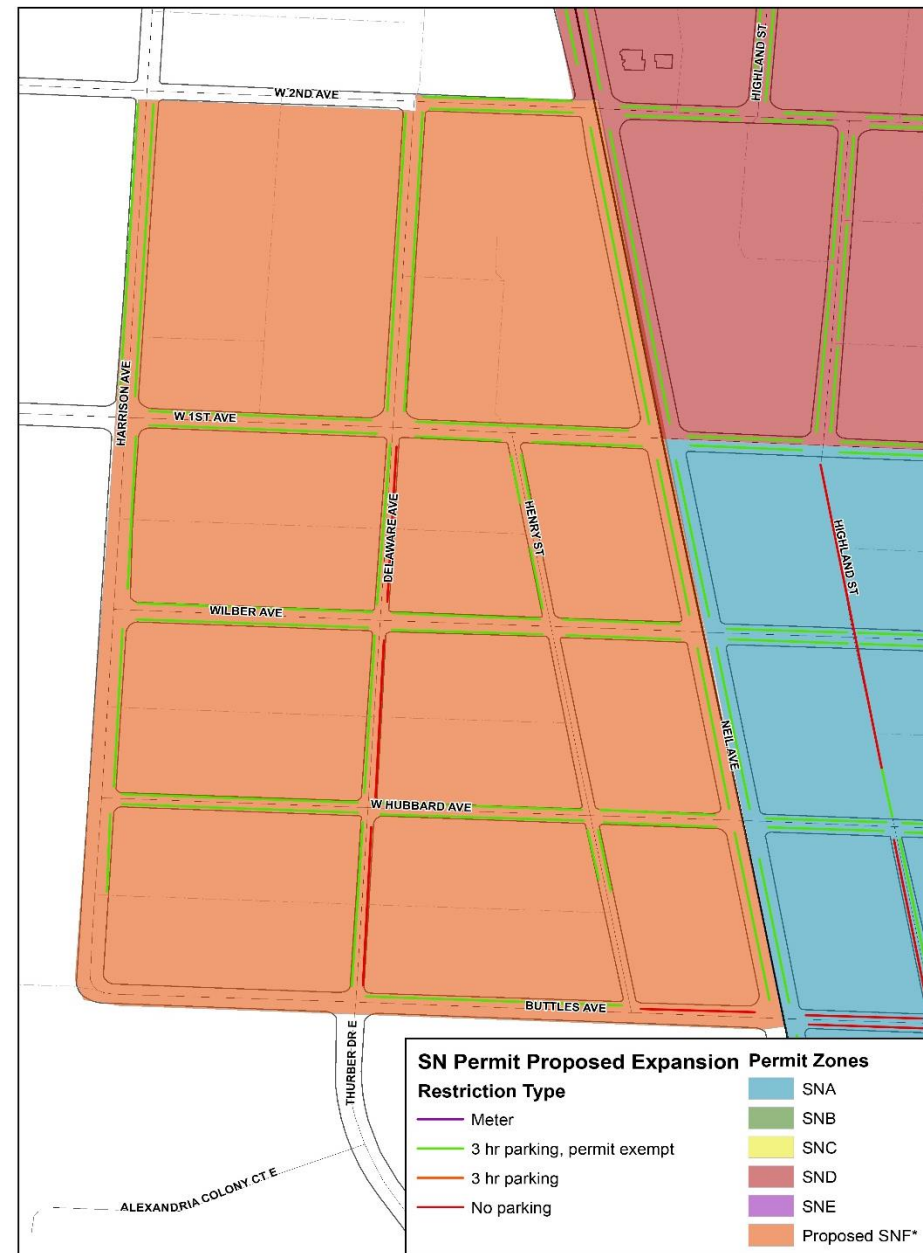 HIGHLAND ST
W 2ND AVE
HARRISON AVE
W 1ST AVE
DELAWARE AVE
HENRY ST
HIGHLAND ST
WILBER AVE
NEIL AVE
W HUBBARD AVE
BUTTLES AVE
THURBER DR E
ALEXANDRIA COLONY CT E
SN Permit Proposed Expansion
Restriction Type
Meter
3 hr parking, permit exempt
3 hr parking
No parking
Permit Zones
SNA
SNB
SNC
SND
SNE
Proposed SNF*